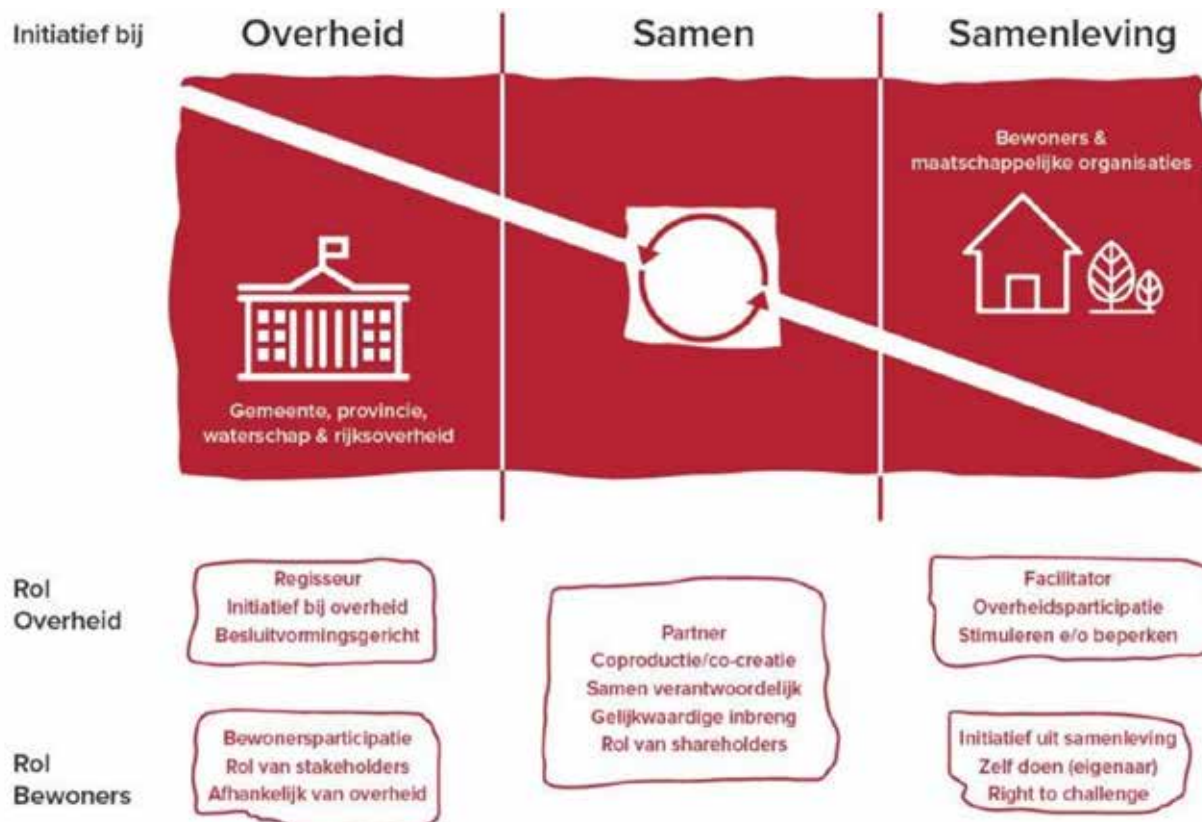 Initiatief bij
Overheid
Samen
Samenleving
Bewoners &
maatschappelijke organisaties
Gemeente, provincie,
waterschap & rijksoverheid
Rol
Overheid
Regisseur
Initiatief bij overheid
Besluitvormingsgericht
Partner
Coproductie/co-creatie
Samen verantwoordelijk
Gelijkwaardige inbreng
Rol van shareholders
Facilitator
Overheidsparticipatie
Stimuleren e/o beperken
Rol
Bewoners
Bewonersparticipatie
Rol van stakeholders
Afhankelijk van overheid
Initiatief uit samenleving
Zelf doen (eigenaar)
Right to challenge